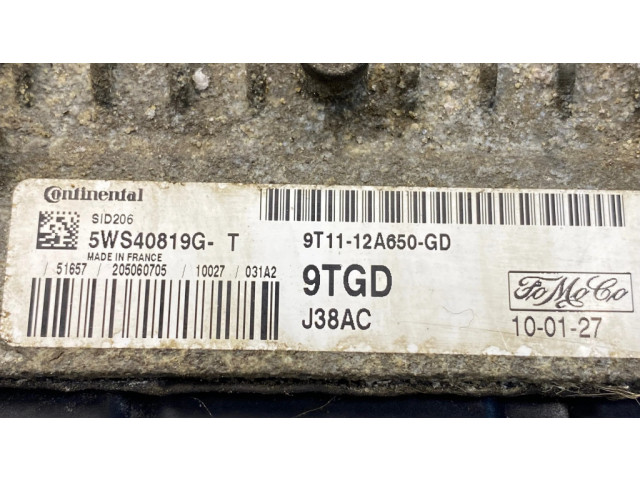 Continental
SID206
5WS40819G- T
MADE IN FRANCE
/ 51657 / 205060705 / 10027 / 031A2
9T11-12A650-GD
9TGD
J38AC
FoMoCo
10-01-27